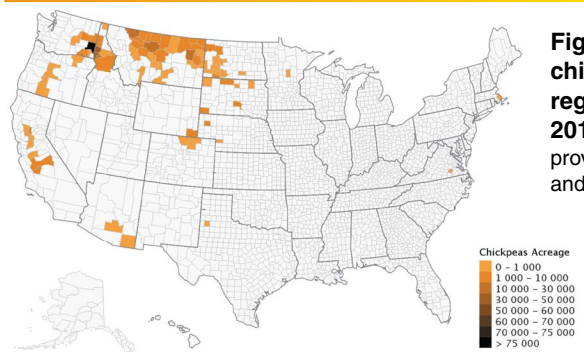 Fig
chi
reg
201
prov
and
Chickpeas Acreage
0 – 1 000
1 000 – 10 000
10 000 – 30 000
30 000 – 50 000
50 000 – 60 000
60 000 – 70 000
70 000 – 75 000
> 75 000